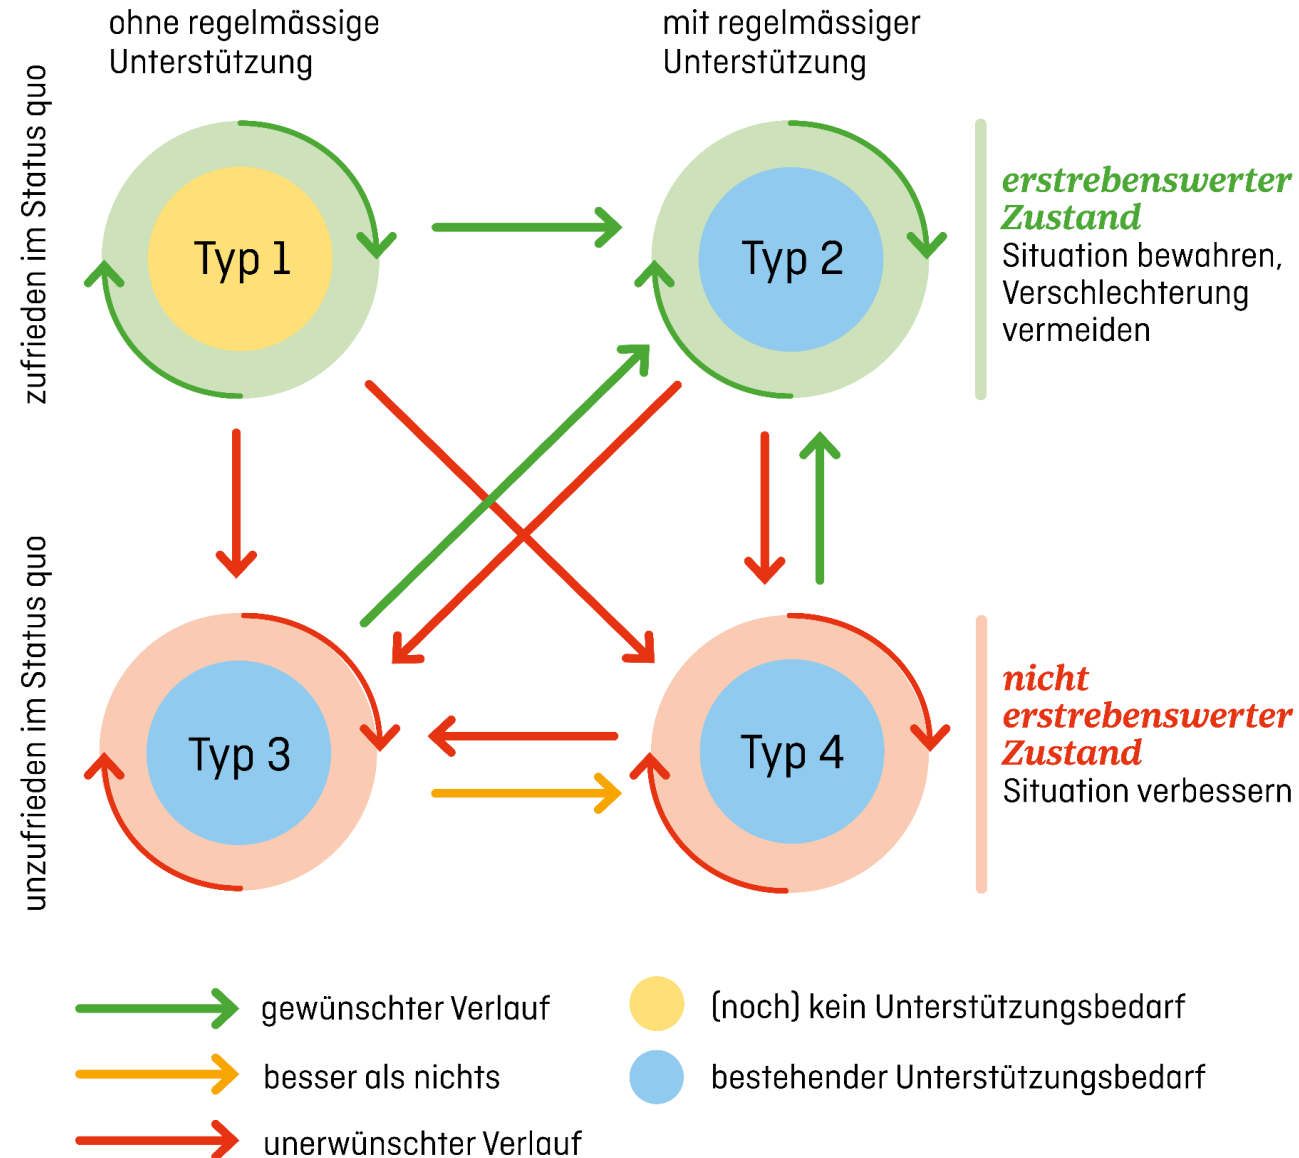 ohne regelmässige
Unterstützung
mit regelmässiger
Unterstützung
zufrieden im Status quo
Typ 1
Typ 2
erstrebenswerter
Zustand
Situation bewahren,
Verschlechterung
vermeiden
unzufrieden im Status quo
Typ 3
Typ 4
nicht
erstrebenswerter
Zustand
Situation verbessern
gewünschter Verlauf
(noch) kein Unterstützungsbedarf
besser als nichts
bestehender Unterstützungsbedarf
unerwünschter Verlauf